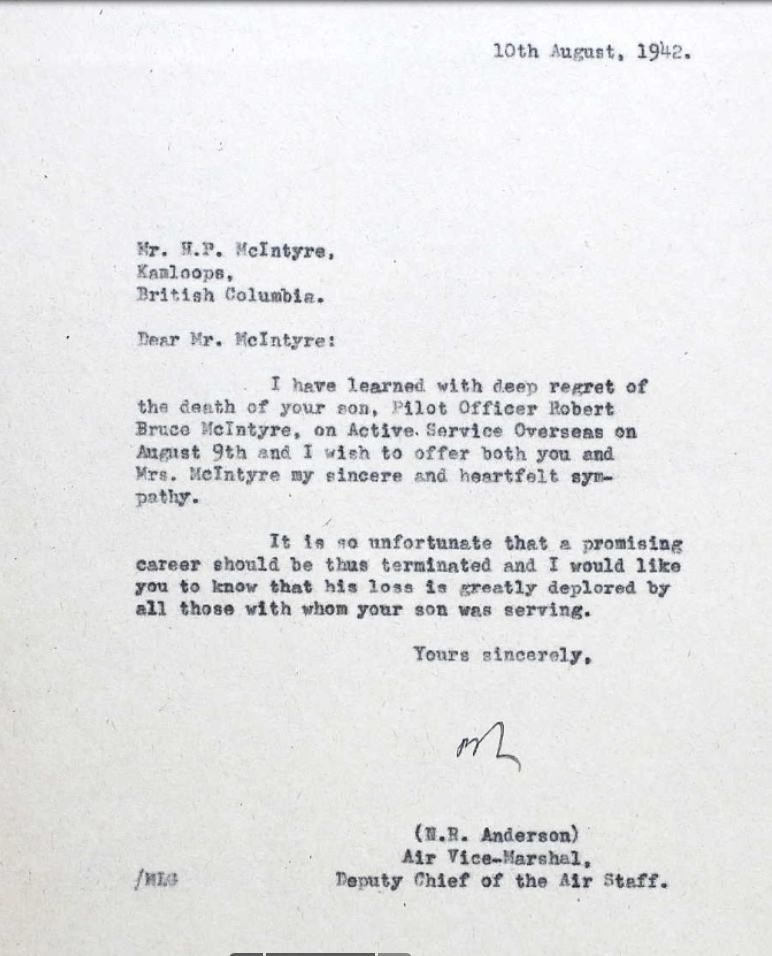 10th August, 1942.
Mr. H.P. McIntyre,
Kamloops,
British Columbia.
Dear Mr. McIntyre:
I have learned with deep regret of
the death of your son, Pilot Officer Robert
Bruce McIntyre, on Active Service Overseas on
August 9th and I wish to offer both you and
Mrs. McIntyre my sincere and heartfelt sym-
pathy.
It is so unfortunate that a promising
career should be thus terminated and I would like
you to know that his loss is greatly deplored by
all those with whom your son was serving.
Yours sincerely,
(N.R. Anderson)
Air Vice-Marshal,
/MLG
Deputy Chief of the Air Staff.